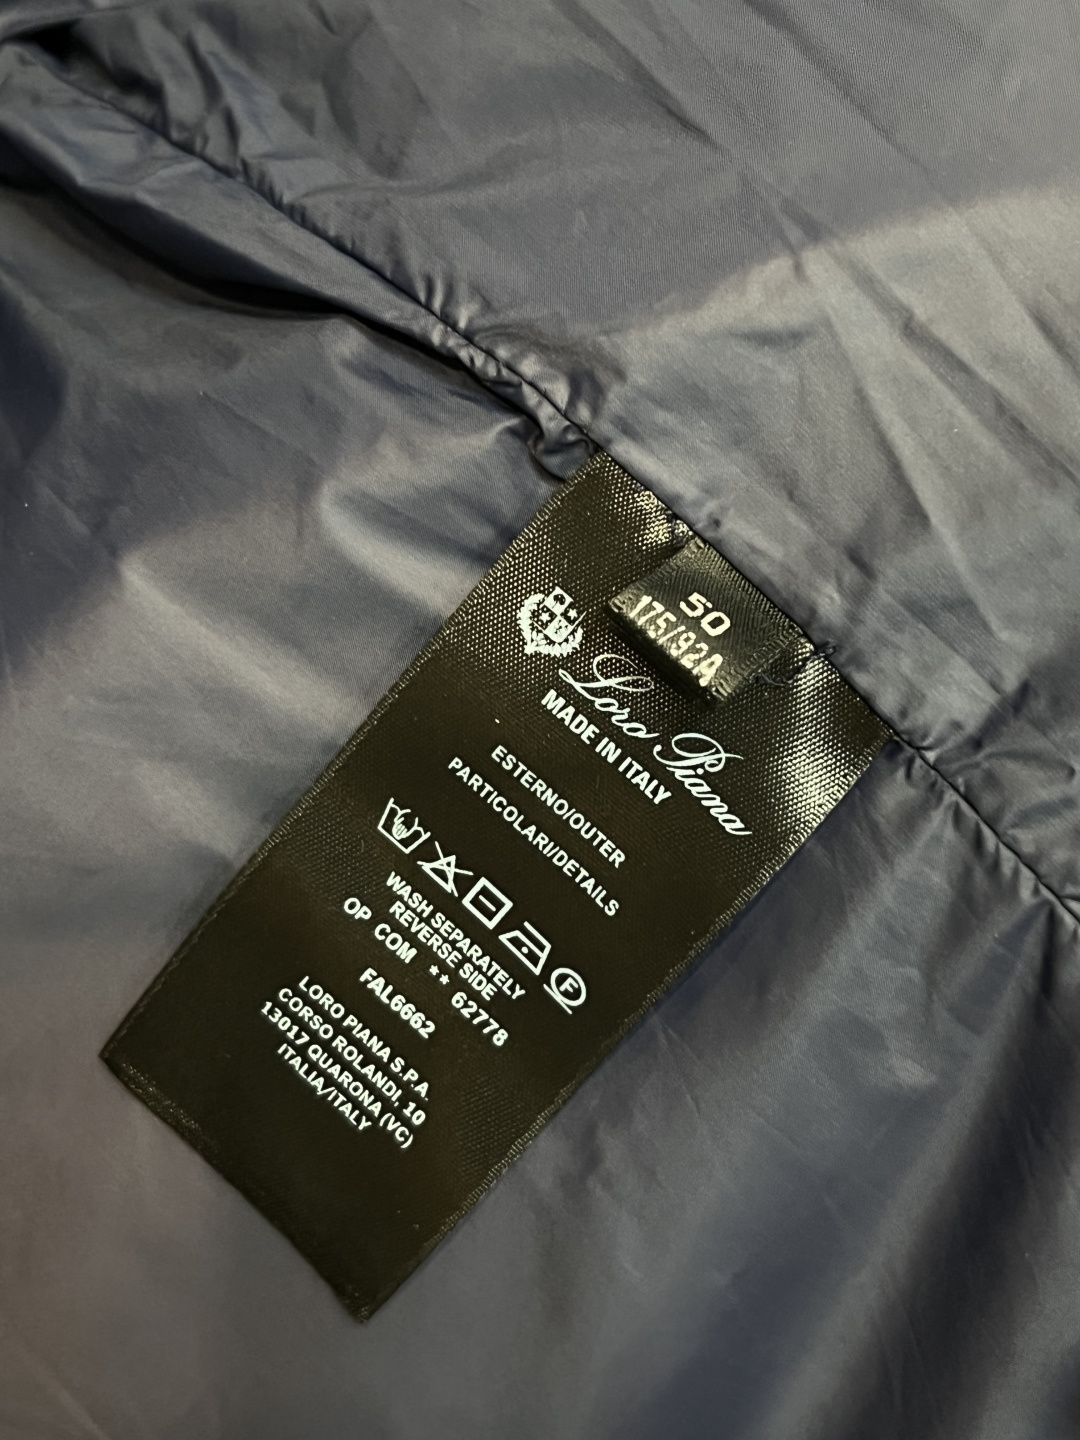 50
175/92A
Loro Piana
MADE IN ITALY
ESTERNO/OUTER
PARTICOLARI/DETAILS
F
WASH SEPARATELY
REVERSE SIDE
OP COM ** 62778
FAL6662
LORO PIANA S.P.A.
CORSO ROLANDI, 10
13017 QUARONA (VC)
ITALIA/ITALY